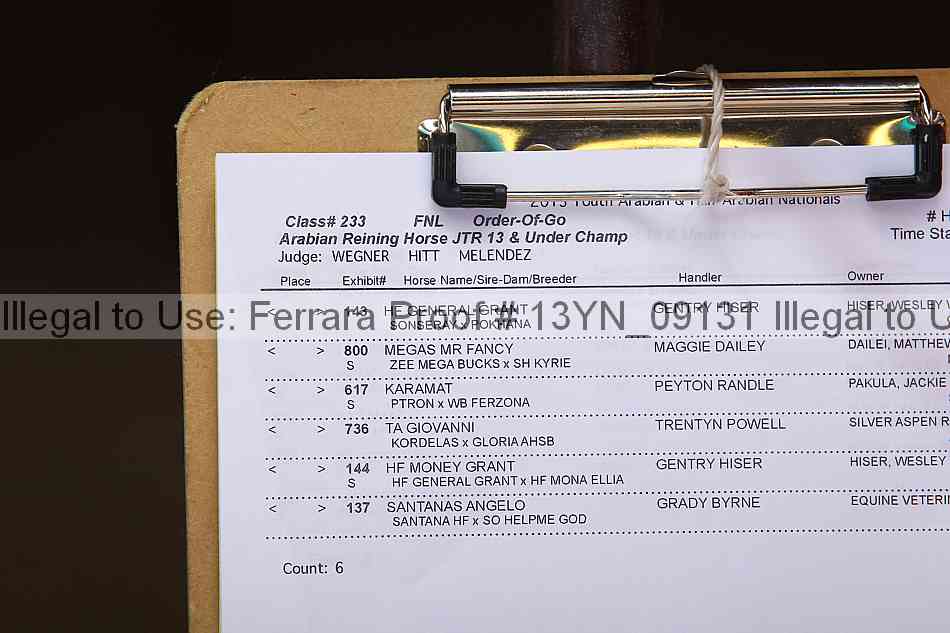 2013 Youth Arabian & Half Arabian Nationals
Class# 233 FNL Order-Of-Go # H
Arabian Reining Horse JTR 13 & Under Champ Time Sta
Judge: WEGNER HITT MELENDEZ
Place Exhibit# Horse Name/Sire-Dam/Breeder Handler Owner
< > 143 HF GENERAL GRANT GENTRY HISER HISER, WESLEY
SONSERAY x ROKHANA
Illegal to Use: Ferrara Proof # 13YN__09131 Illegal to U
< > 800 MEGAS MR FANCY MAGGIE DAILEY DAILEI, MATTHEW
S ZEE MEGA BUCKS x SH KYRIE
< > 617 KARAMAT PEYTON RANDLE PAKULA, JACKIE
S PTRON x WB FERZONA
< > 736 TA GIOVANNI TRENTYN POWELL SILVER ASPEN R
KORDELAS x GLORIA AHSB
< > 144 HF MONEY GRANT GENTRY HISER HISER, WESLEY
S HF GENERAL GRANT x HF MONA ELLIA
< > 137 SANTANAS ANGELO GRADY BYRNE EQUINE VETERIN
SANTANA HF x SO HELPME GOD
Count: 6